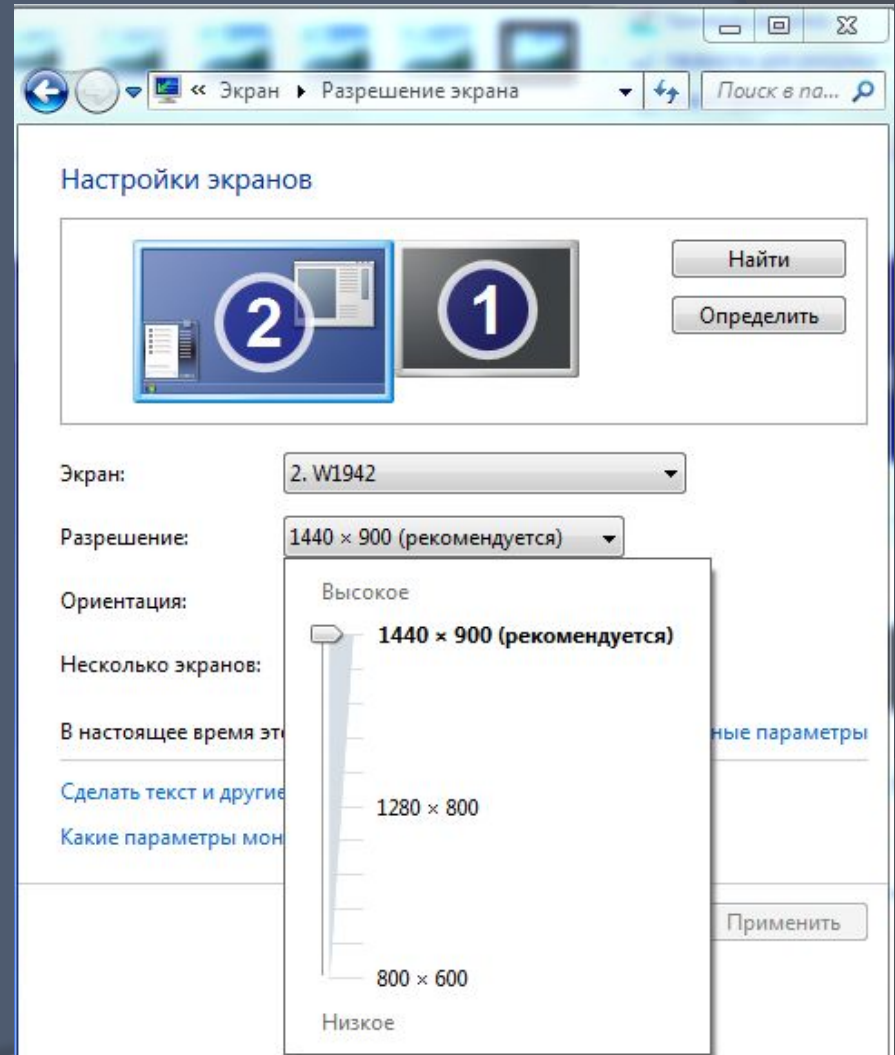 « Экран ▸ Разрешение экрана Поиск в па...
Настройки экранов
2 1
Найти
Определить
Экран: 2. W1942
Разрешение: 1440 × 900 (рекомендуется)
Высокое
Ориентация:
1440 × 900 (рекомендуется)
Несколько экранов:
В настоящее время эт ные параметры
Сделать текст и другие
1280 × 800
Какие параметры мон
Применить
800 × 600
Низкое